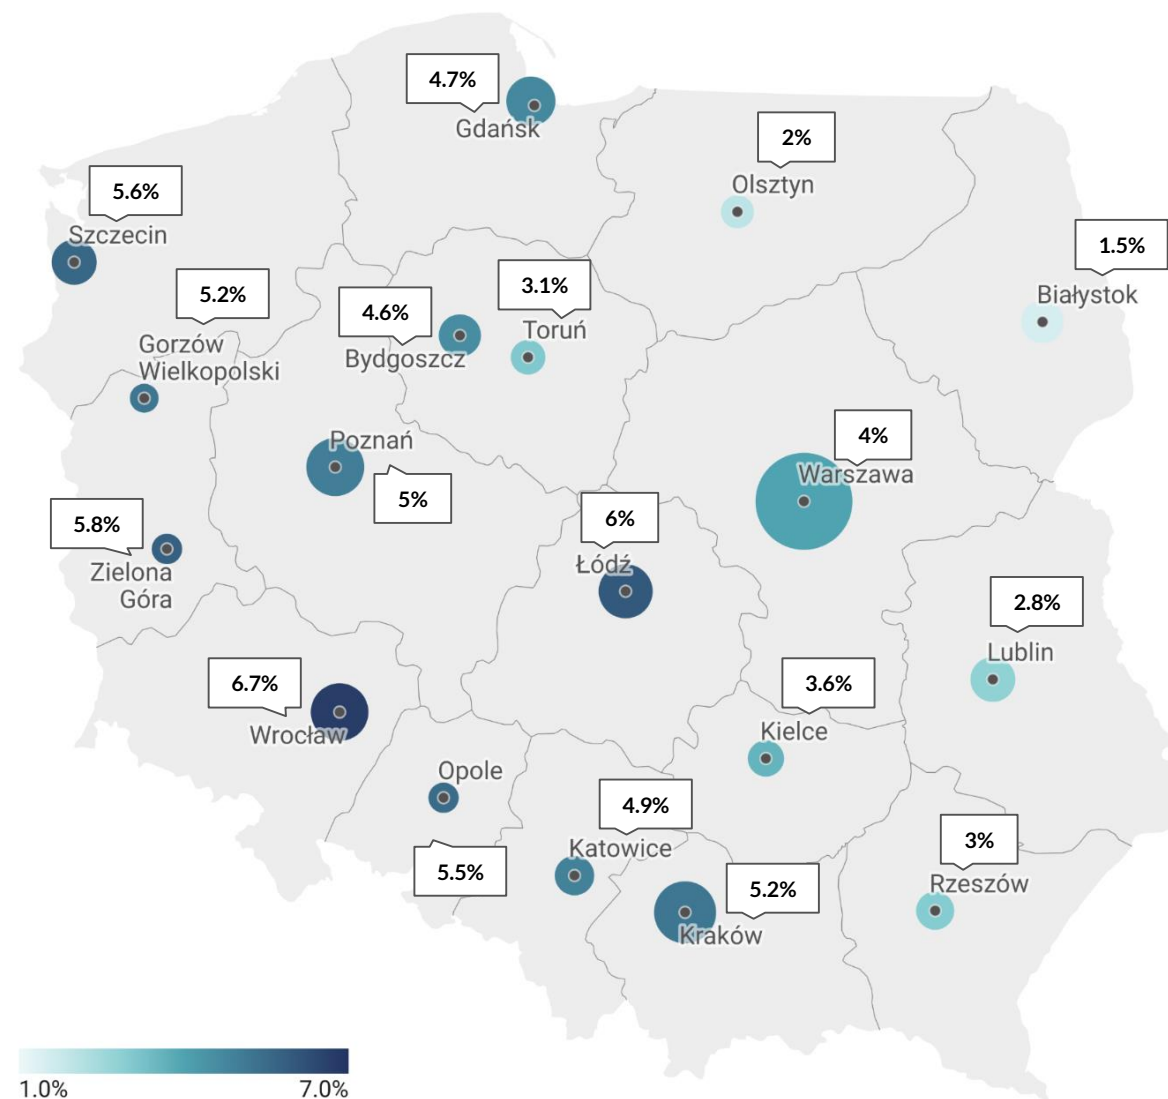 4.7%
Gdańsk
2%
Olsztyn
5.6%
Szczecin
1.5%
Białystok
5.2%
Gorzów
Wielkopolski
4.6%
Bydgoszcz
3.1%
Toruń
Poznań
5%
4%
Warszawa
5.8%
Zielona
Góra
6%
Łódź
2.8%
Lublin
6.7%
Wrocław
3.6%
Kielce
Opole
5.5%
4.9%
Katowice
5.2%
Kraków
3%
Rzeszów
1.0%
7.0%